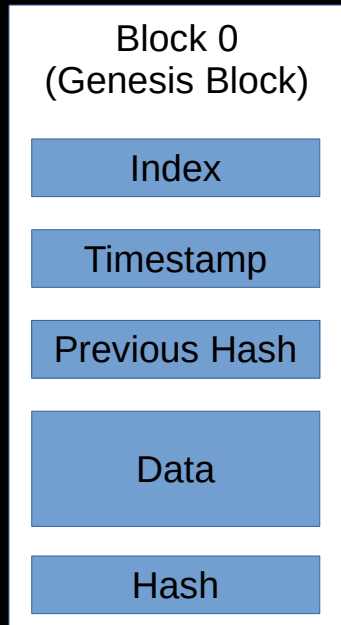 Block 0
(Genesis Block)
Index
Timestamp
Previous Hash
Data
Hash